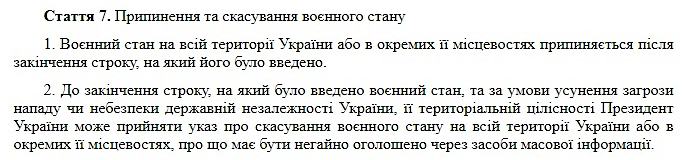 Стаття 7. Припинення та скасування воєнного стану
1. Воєнний стан на всій території України або в окремих її місцевостях припиняється після
закінчення строку, на який його було введено.
2. До закінчення строку, на який було введено воєнний стан, та за умови усунення загрози
нападу чи небезпеки державній незалежності України, її територіальній цілісності Президент
України може прийняти указ про скасування воєнного стану на всій території України або в
окремих її місцевостях, про що має бути негайно оголошено через засоби масової інформації.